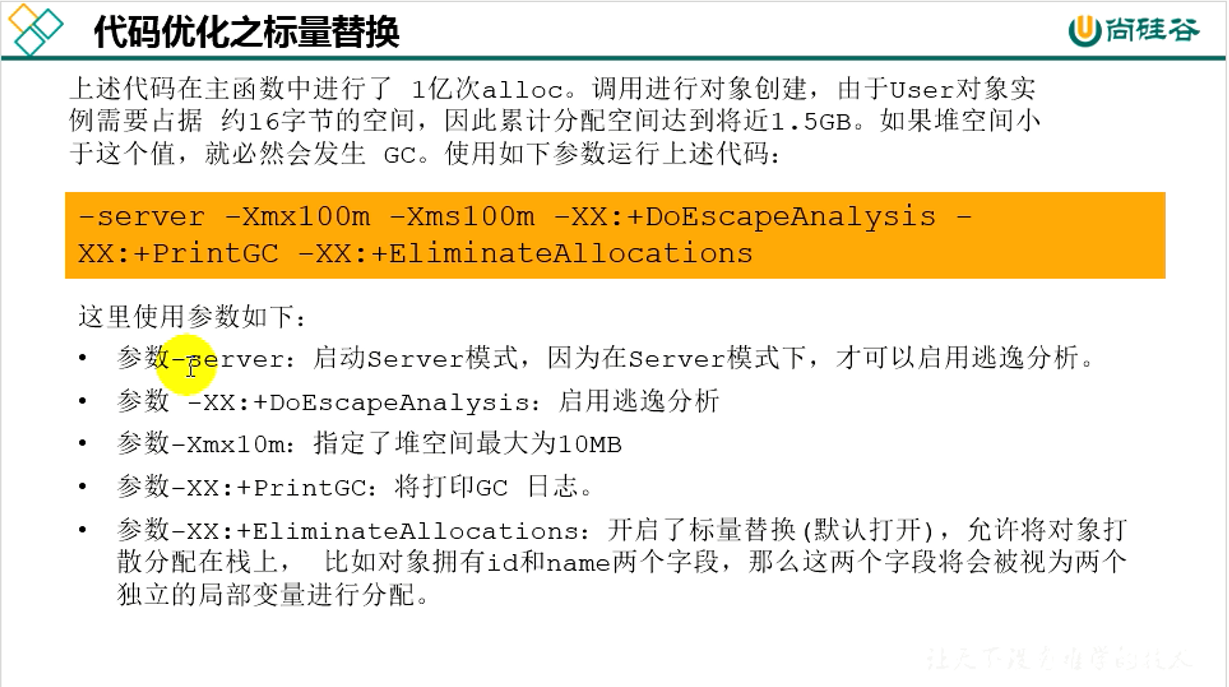 代码优化之标量替换
尚硅谷
上述代码在主函数中进行了 1亿次alloc。调用进行对象创建，由于User对象实
例需要占据 约16字节的空间，因此累计分配空间达到将近1.5GB。如果堆空间小
于这个值，就必然会发生 GC。使用如下参数运行上述代码：
-server -Xmx100m -Xms100m -XX:+DoEscapeAnalysis -
XX:+PrintGC -XX:+EliminateAllocations
这里使用参数如下：
• 参数-server：启动Server模式，因为在Server模式下，才可以启用逃逸分析。
• 参数 -XX:+DoEscapeAnalysis：启用逃逸分析
• 参数-Xmx10m：指定了堆空间最大为10MB
• 参数-XX:+PrintGC：将打印GC 日志。
• 参数-XX:+EliminateAllocations：开启了标量替换(默认打开)，允许将对象打
散分配在栈上， 比如对象拥有id和name两个字段，那么这两个字段将会被视为两个
独立的局部变量进行分配。
让天下没有难学的技术